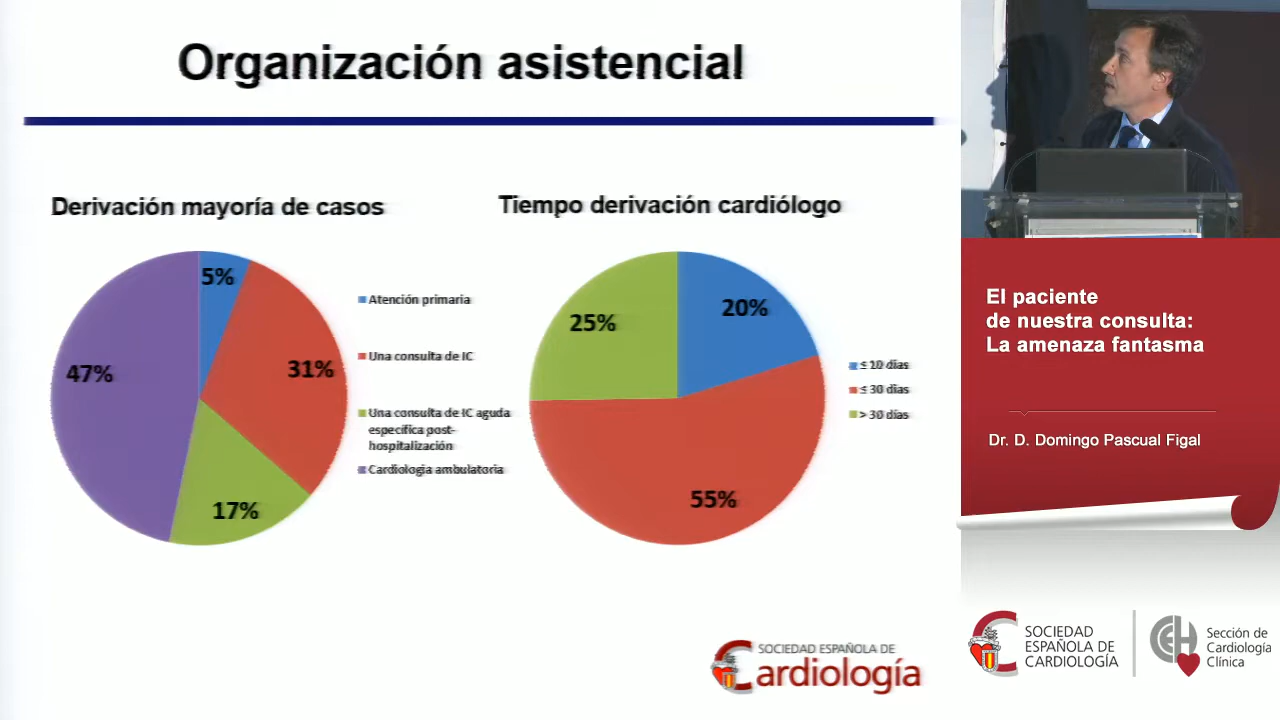 Organización asistencial
Derivación mayoría de casos
Tiempo derivación cardiólogo
5%
31%
17%
47%
Atención primaria
Una consulta de IC
Una consulta de IC aguda
específica post-
hospitalización
Cardiología ambulatoria
20%
55%
25%
≤ 10 días
≤ 30 días
> 30 días
SOCIEDAD ESPAÑOLA DE
Cardiología
El paciente
de nuestra consulta:
La amenaza fantasma
Dr. D. Domingo Pascual Figal
SOCIEDAD
ESPAÑOLA DE
CARDIOLOGÍA
Sección de
Cardiología
Clínica